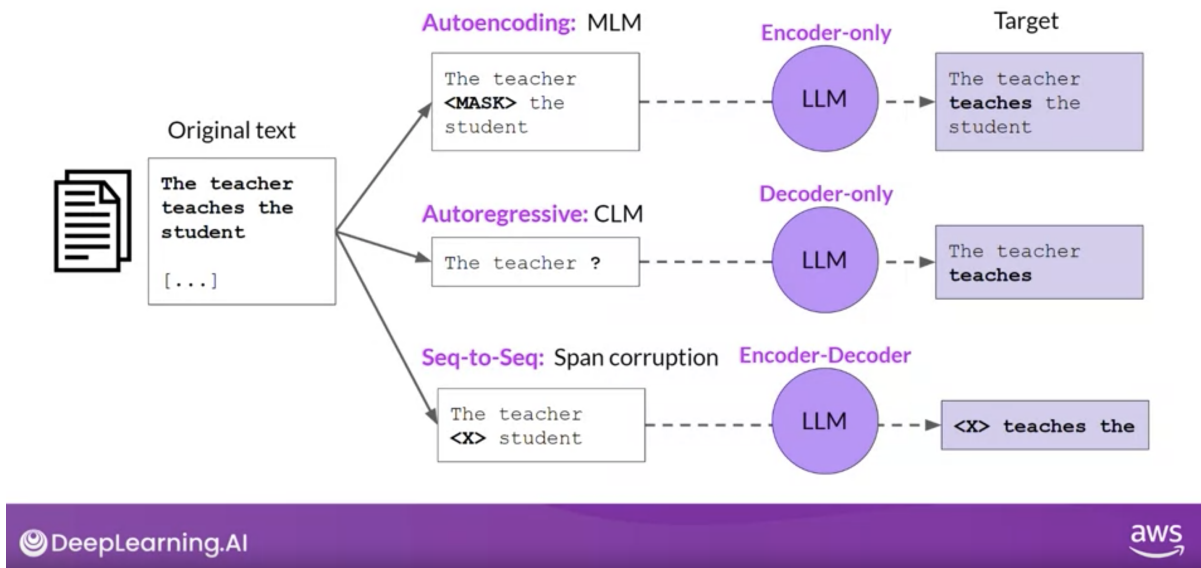 Autoencoding: MLM
Encoder-only
Target
The teacher
<MASK> the
student
LLM
The teacher
teaches the
student
Original text
The teacher
teaches the
student
[...]
Autoregressive: CLM
Decoder-only
The teacher ?
LLM
The teacher
teaches
Seq-to-Seq: Span corruption
Encoder-Decoder
The teacher
<X> student
LLM
<X> teaches the
DeepLearning.AI
aws